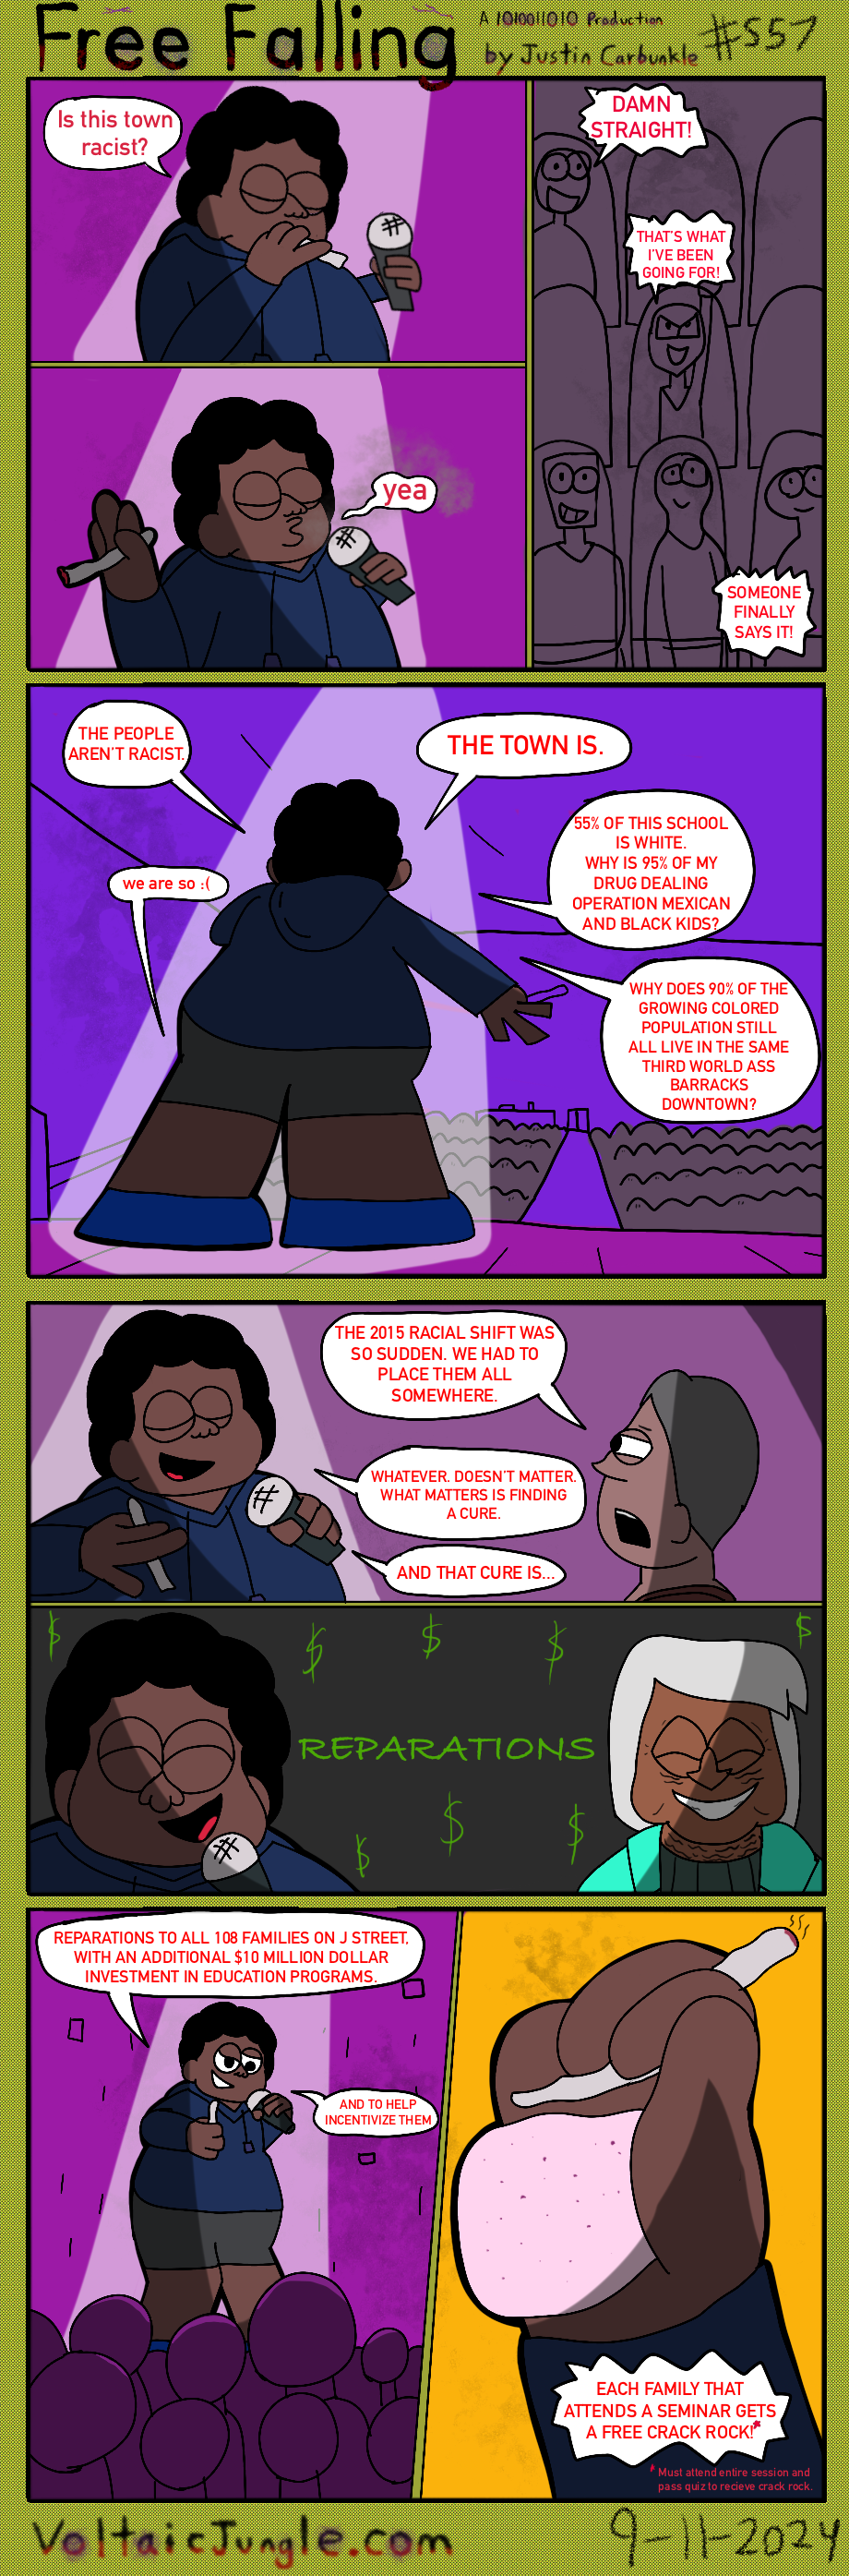 Free Falling
A 1010011010 Production
by Justin Carbunkle
#557
Is this town
racist?
DAMN
STRAIGHT!
THAT'S WHAT
I'VE BEEN
GOING FOR!
yea
SOMEONE
FINALLY
SAYS IT!
THE PEOPLE
AREN'T RACIST.
THE TOWN IS.
we are so :(
55% OF THIS SCHOOL
IS WHITE.
WHY IS 95% OF MY
DRUG DEALING
OPERATION MEXICAN
AND BLACK KIDS?
WHY DOES 90% OF THE
GROWING COLORED
POPULATION STILL
ALL LIVE IN THE SAME
THIRD WORLD ASS
BARRACKS
DOWNTOWN?
THE 2015 RACIAL SHIFT WAS
SO SUDDEN. WE HAD TO
PLACE THEM ALL
SOMEWHERE.
WHATEVER. DOESN'T MATTER.
WHAT MATTERS IS FINDING
A CURE.
AND THAT CURE IS...
$ $ $ $ $
REPARATIONS
$ $ $
REPARATIONS TO ALL 108 FAMILIES ON J STREET,
WITH AN ADDITIONAL $10 MILLION DOLLAR
INVESTMENT IN EDUCATION PROGRAMS.
AND TO HELP
INCENTIVIZE THEM
EACH FAMILY THAT
ATTENDS A SEMINAR GETS
A FREE CRACK ROCK!*
* Must attend entire session and
pass quiz to recieve crack rock.
VoltaicJungle.com
9-11-2024